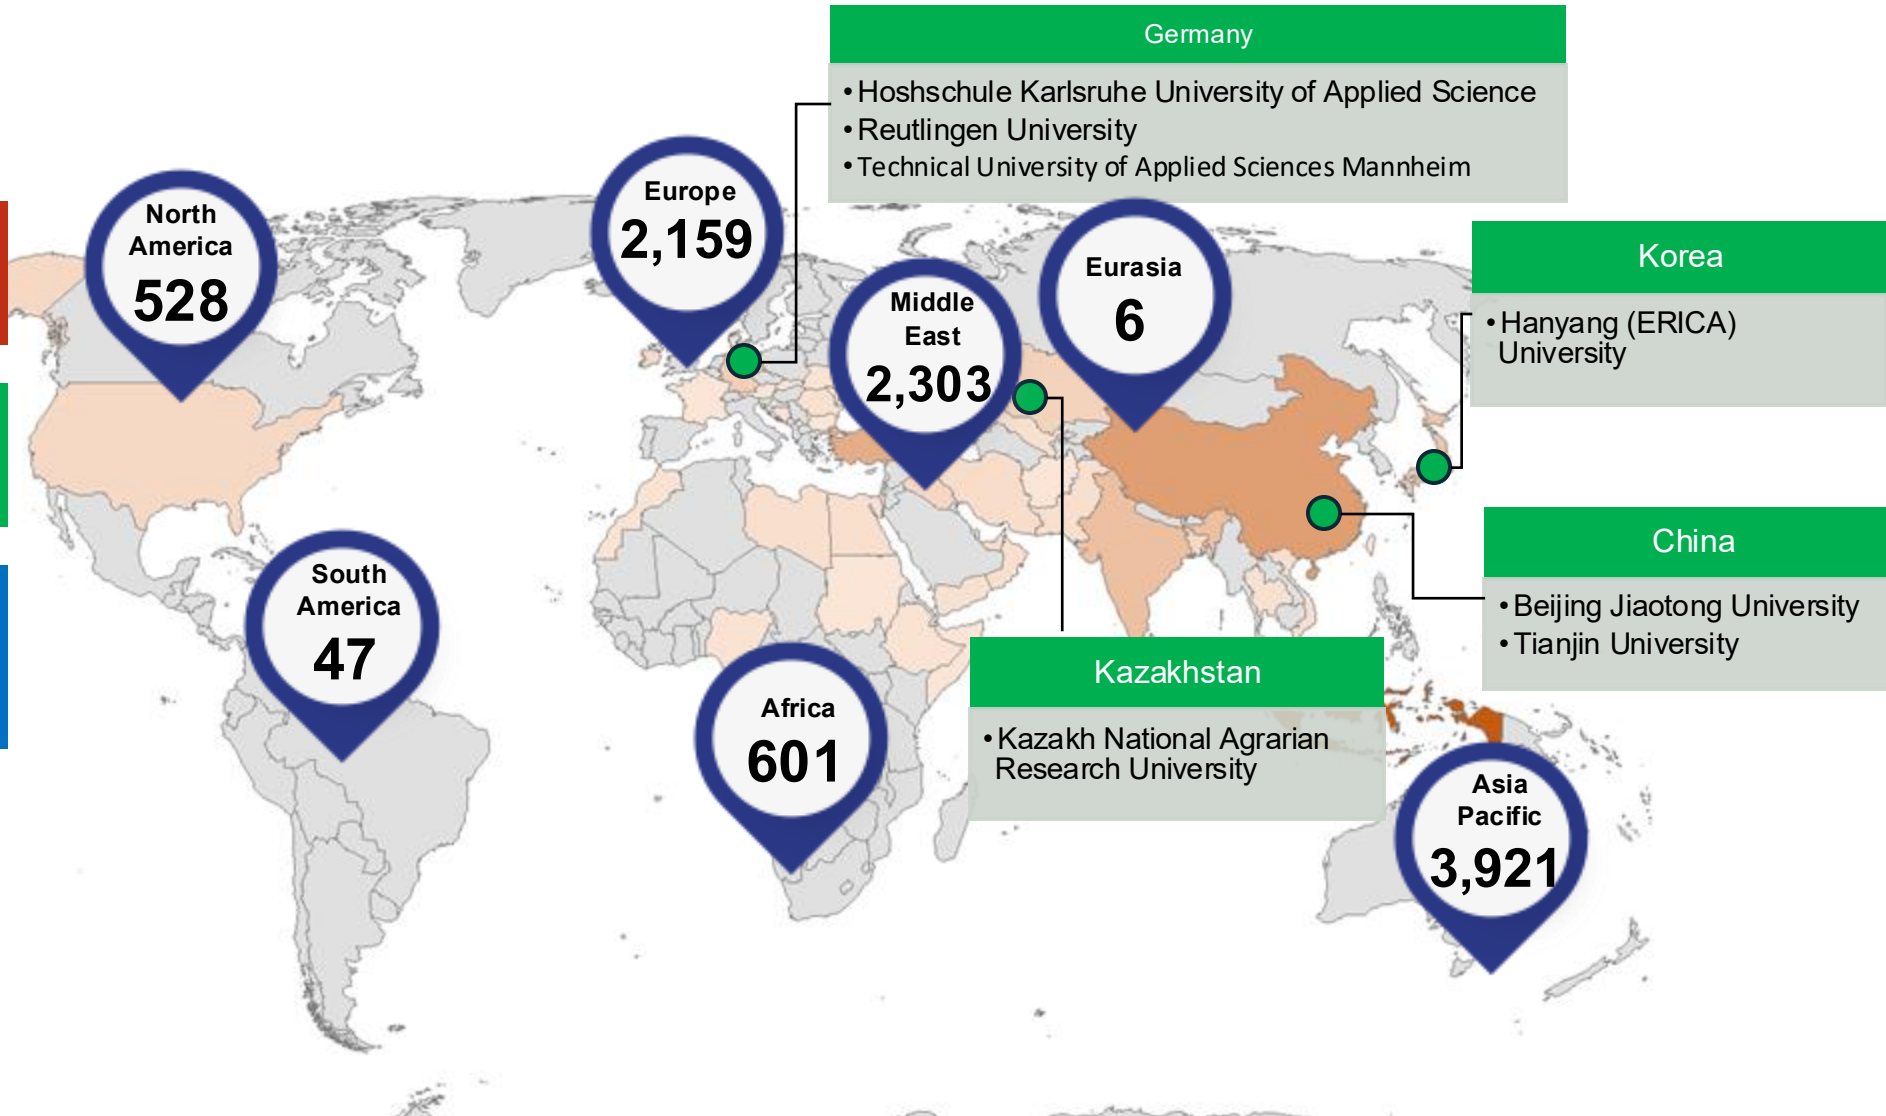 Germany
•Hoshschule Karlsruhe University of Applied Science
•Reutlingen University
•Technical University of Applied Sciences Mannheim
North
America
528
Europe
2,159
Middle
East
2,303
Eurasia
6
Korea
•Hanyang (ERICA)
University
China
•Beijing Jiaotong University
•Tianjin University
South
America
47
Africa
601
Kazakhstan
•Kazakh National Agrarian
Research University
Asia
Pacific
3,921